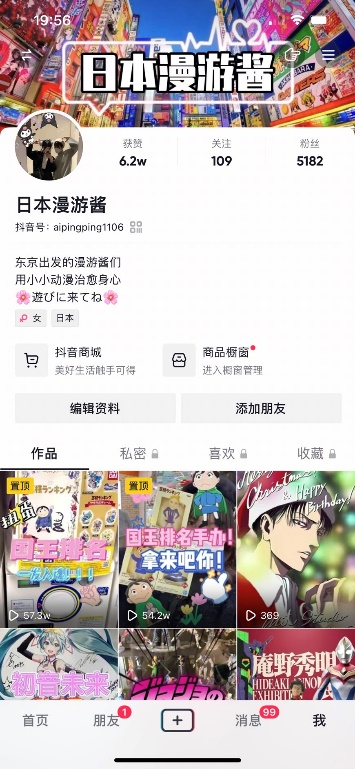 19:56
日本漫游酱
获赞
6.2w
关注
109
粉丝
5182
日本漫游酱
抖音号：aipingping1106
东京出发的漫游酱们
用小小动漫治愈身心
🌸遊びに来てね🌸
女
日本
抖音商城
美好生活触手可得
商品橱窗
进入橱窗管理
编辑资料
添加朋友
作品
私密
喜欢
收藏
置顶
扭蛋
国王排名
一发入魂!!!
57.3w
置顶
国王排名手办!
拿来吧你!
54.2w
Christmas
&
Happy
Birthday!
369
初音未来
ジョジョの
庵野秀明
HIDEAKI ANNO
EXHIBITION
首页
朋友
1
消息
99
我